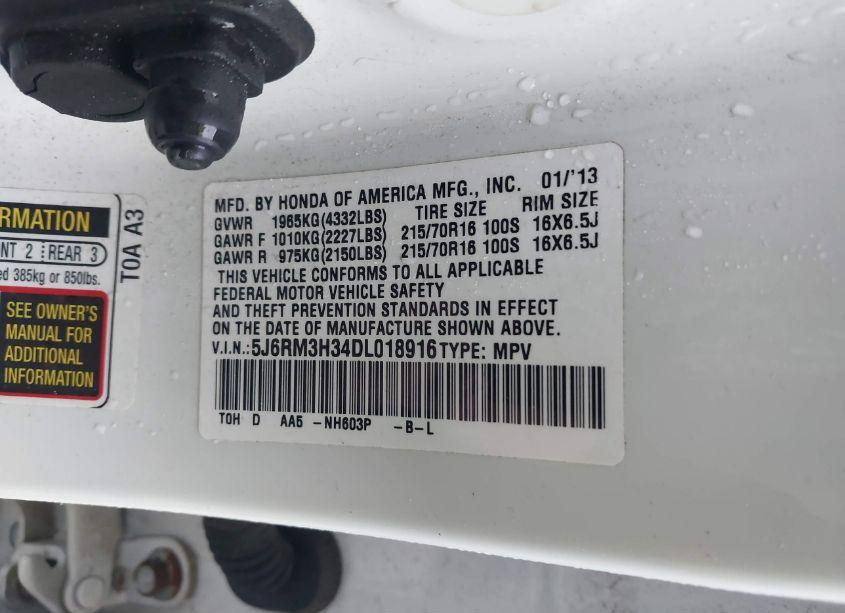 MFD. BY HONDA OF AMERICA MFG., INC. 01/'13
GVWR 1965KG(4332LBS) TIRE SIZE RIM SIZE
GAWR F 1010KG(2227LBS) 215/70R16 100S 16X6.5J
GAWR R 975KG(2150LBS) 215/70R16 100S 16X6.5J
THIS VEHICLE CONFORMS TO ALL APPLICABLE
FEDERAL MOTOR VEHICLE SAFETY
AND THEFT PREVENTION STANDARDS IN EFFECT
ON THE DATE OF MANUFACTURE SHOWN ABOVE.
V.I.N.:5J6RM3H34DL018916 TYPE: MPV
T0H D AA5 -NH603P -B-L
RMATION
NT 2 REAR 3
ed 385kg or 850lbs.
SEE OWNER'S
MANUAL FOR
ADDITIONAL
INFORMATION
T0A A3